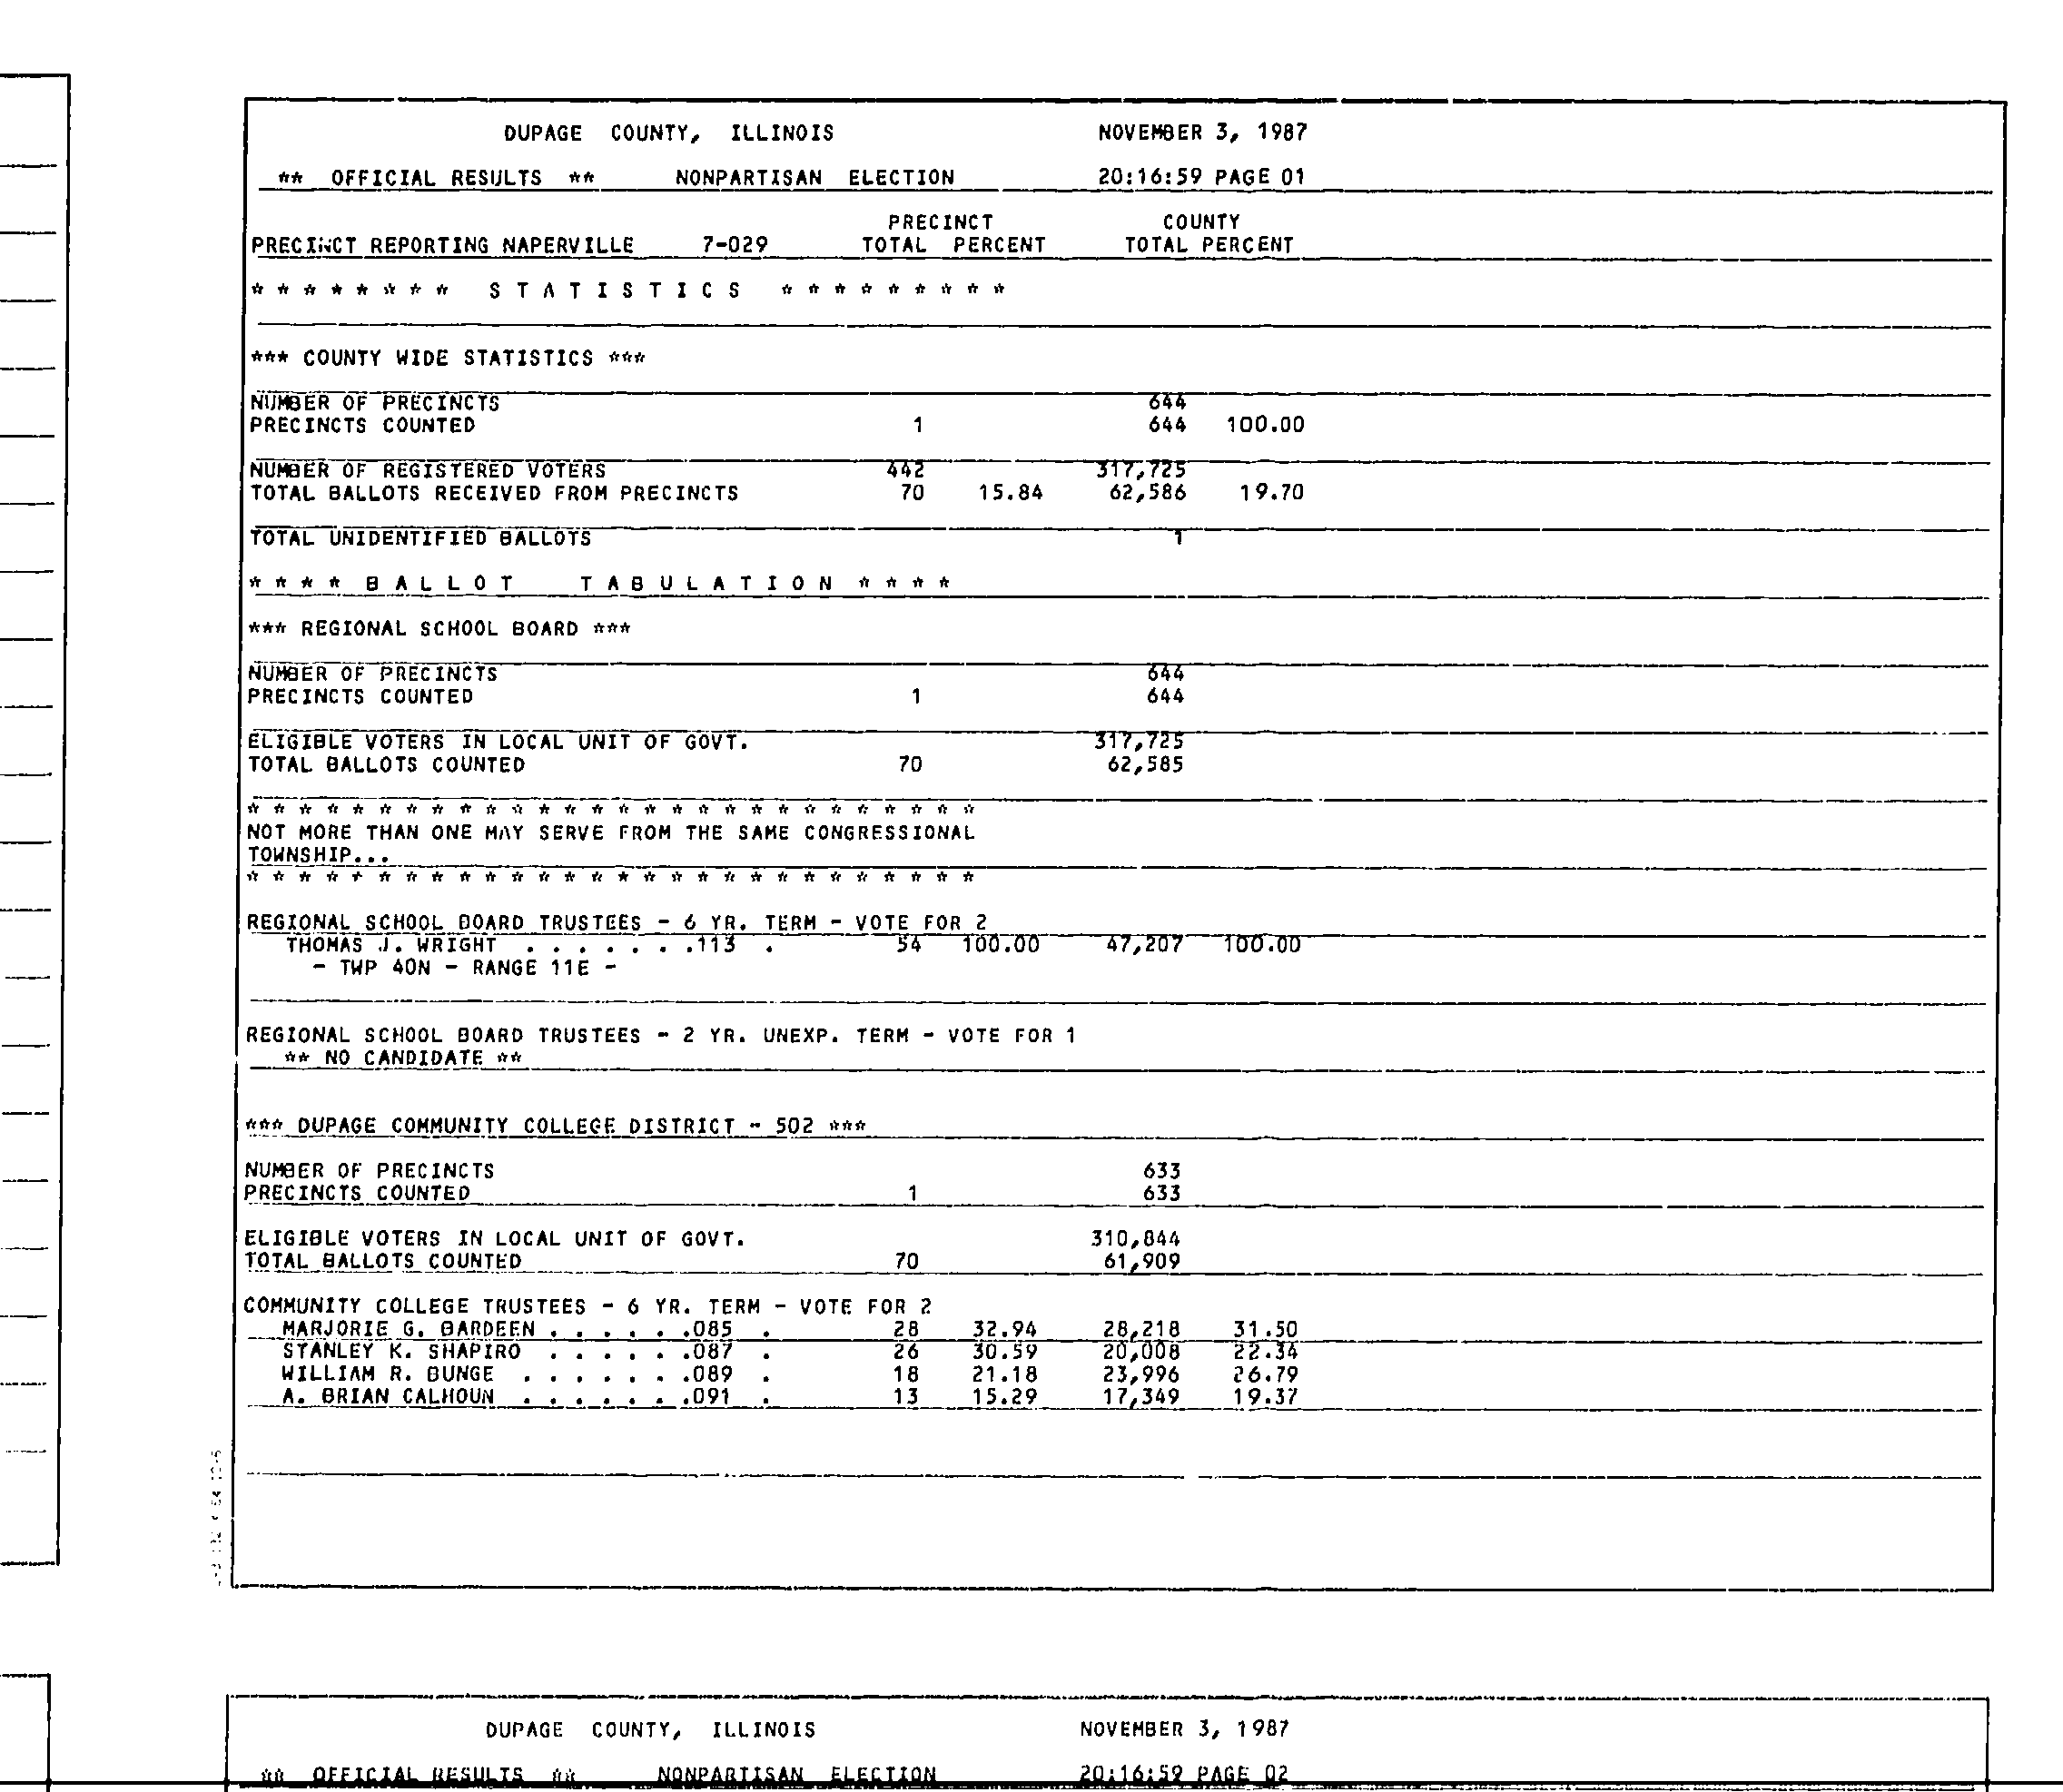 DUPAGE COUNTY, ILLINOIS NOVEMBER 3, 1987
** OFFICIAL RESULTS ** NONPARTISAN ELECTION 20:16:59 PAGE 01
PRECINCT COUNTY
PRECINCT REPORTING NAPERVILLE 7-029 TOTAL PERCENT TOTAL PERCENT
* * * * * * * * S T A T I S T I C S * * * * * * * * *
*** COUNTY WIDE STATISTICS ***
NUMBER OF PRECINCTS 644
PRECINCTS COUNTED 1 644 100.00
NUMBER OF REGISTERED VOTERS 442 317,725
TOTAL BALLOTS RECEIVED FROM PRECINCTS 70 15.84 62,586 19.70
TOTAL UNIDENTIFIED BALLOTS 1
* * * * B A L L O T T A B U L A T I O N * * * *
*** REGIONAL SCHOOL BOARD ***
NUMBER OF PRECINCTS 644
PRECINCTS COUNTED 1 644
ELIGIBLE VOTERS IN LOCAL UNIT OF GOVT. 317,725
TOTAL BALLOTS COUNTED 70 62,585
* * * * * * * * * * * * * * * * * * * * * * * * * * * *
NOT MORE THAN ONE MAY SERVE FROM THE SAME CONGRESSIONAL
TOWNSHIP...
* * * * * * * * * * * * * * * * * * * * * * * * * * * *
REGIONAL SCHOOL BOARD TRUSTEES - 6 YR. TERM - VOTE FOR 2
THOMAS J. WRIGHT . . . . . . .113 . 54 100.00 47,207 100.00
- TWP 40N - RANGE 11E -
REGIONAL SCHOOL BOARD TRUSTEES - 2 YR. UNEXP. TERM - VOTE FOR 1
** NO CANDIDATE **
*** DUPAGE COMMUNITY COLLEGE DISTRICT - 502 ***
NUMBER OF PRECINCTS 633
PRECINCTS COUNTED 1 633
ELIGIBLE VOTERS IN LOCAL UNIT OF GOVT. 310,844
TOTAL BALLOTS COUNTED 70 61,909
COMMUNITY COLLEGE TRUSTEES - 6 YR. TERM - VOTE FOR 2
MARJORIE G. BARDEEN . . . . . .085 . 28 32.94 28,218 31.50
STANLEY K. SHAPIRO . . . . . .087 . 26 30.59 20,008 22.34
WILLIAM R. BUNGE . . . . . . .089 . 18 21.18 23,996 26.79
A. BRIAN CALHOUN . . . . . . .091 . 13 15.29 17,349 19.37
DUPAGE COUNTY, ILLINOIS NOVEMBER 3, 1987
** OFFICIAL RESULTS ** NONPARTISAN ELECTION 20:16:59 PAGE 02